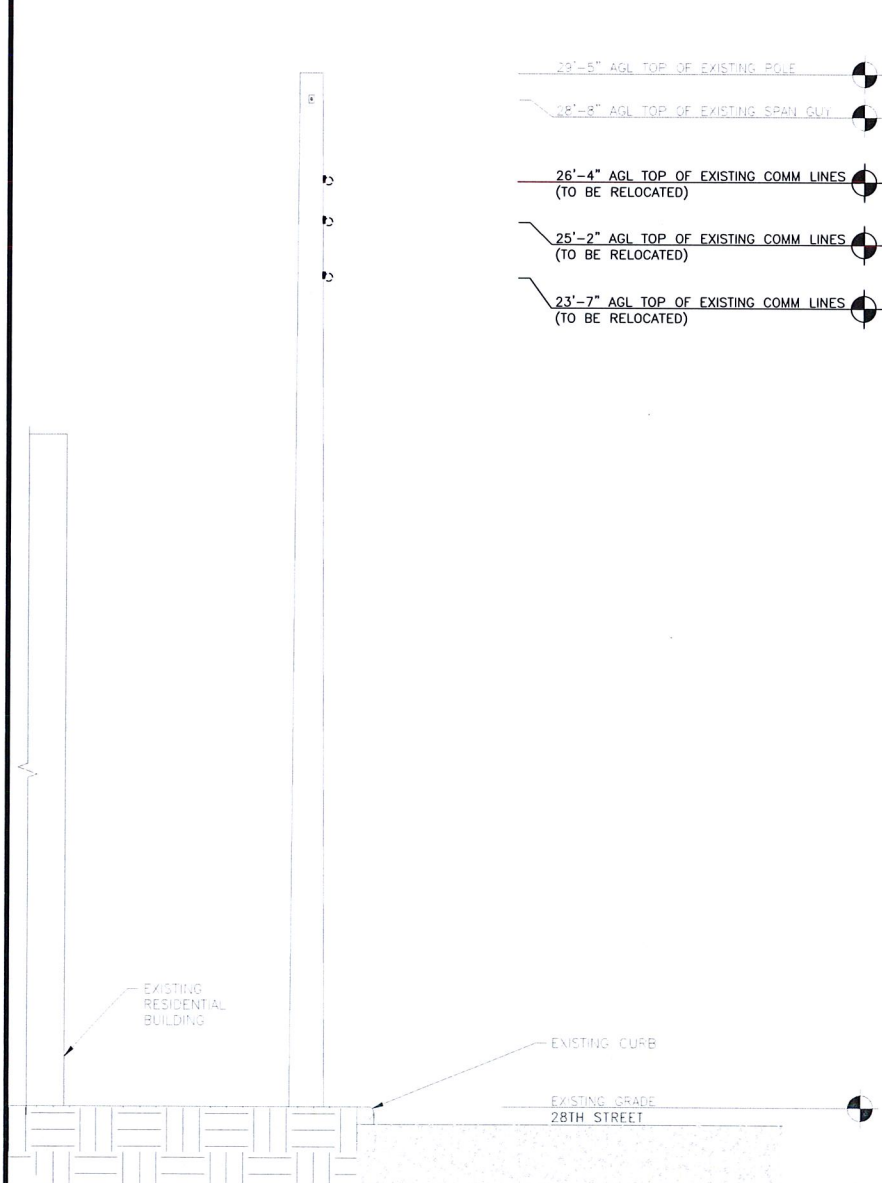 29'-5" AGL TOP OF EXISTING POLE
28'-8" AGL TOP OF EXISTING SPAN GUY
26'-4" AGL TOP OF EXISTING COMM LINES
(TO BE RELOCATED)
25'-2" AGL TOP OF EXISTING COMM LINES
(TO BE RELOCATED)
23'-7" AGL TOP OF EXISTING COMM LINES
(TO BE RELOCATED)
EXISTING
RESIDENTIAL
BUILDING
EXISTING CURB
EXISTING GRADE
28TH STREET